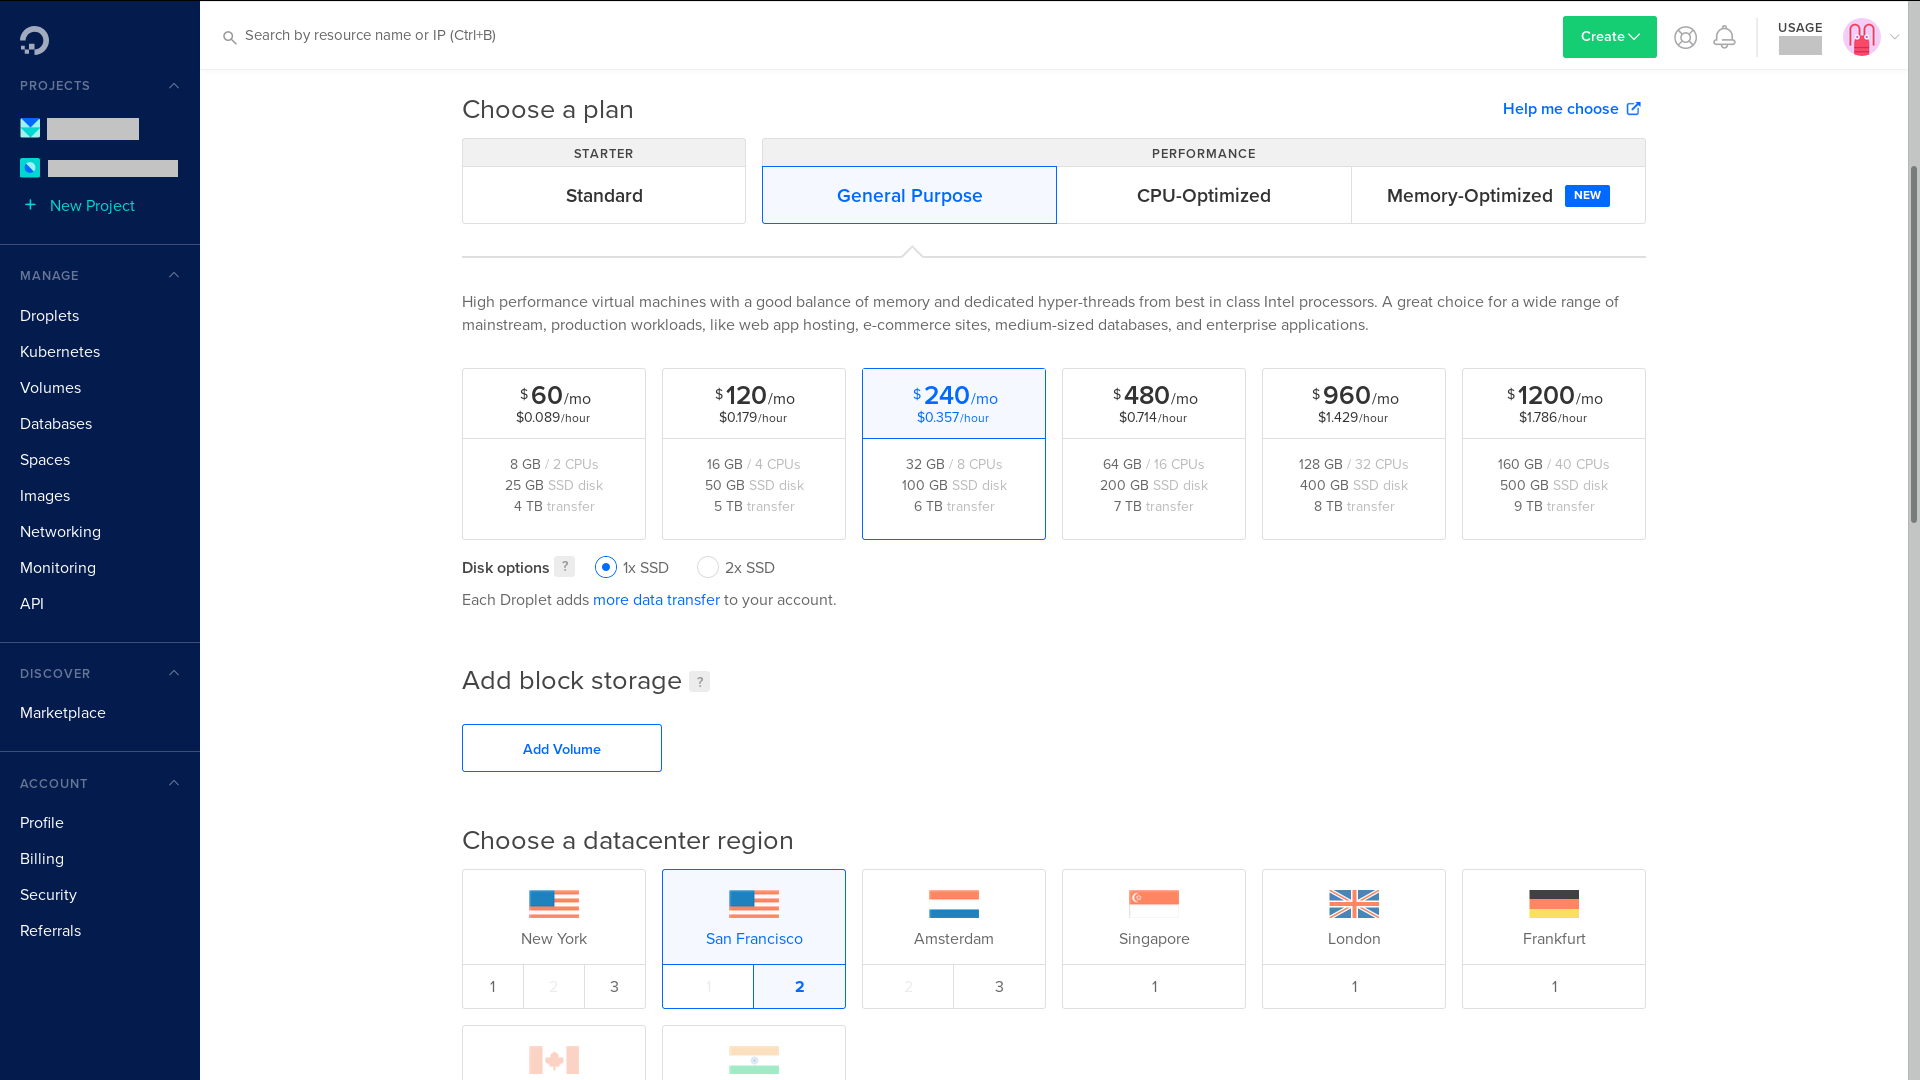 Search by resource name or IP (Ctrl+B)
Create
USAGE
PROJECTS
+ New Project
MANAGE
Droplets
Kubernetes
Volumes
Databases
Spaces
Images
Networking
Monitoring
API
DISCOVER
Marketplace
ACCOUNT
Profile
Billing
Security
Referrals
Choose a plan
Help me choose
STARTER
PERFORMANCE
Standard
General Purpose
CPU-Optimized
Memory-Optimized NEW
High performance virtual machines with a good balance of memory and dedicated hyper-threads from best in class Intel processors. A great choice for a wide range of
mainstream, production workloads, like web app hosting, e-commerce sites, medium-sized databases, and enterprise applications.
$60/mo
$0.089/hour
8 GB / 2 CPUs
25 GB SSD disk
4 TB transfer
$120/mo
$0.179/hour
16 GB / 4 CPUs
50 GB SSD disk
5 TB transfer
$240/mo
$0.357/hour
32 GB / 8 CPUs
100 GB SSD disk
6 TB transfer
$480/mo
$0.714/hour
64 GB / 16 CPUs
200 GB SSD disk
7 TB transfer
$960/mo
$1.429/hour
128 GB / 32 CPUs
400 GB SSD disk
8 TB transfer
$1200/mo
$1.786/hour
160 GB / 40 CPUs
500 GB SSD disk
9 TB transfer
Disk options ? 1x SSD 2x SSD
Each Droplet adds more data transfer to your account.
Add block storage ?
Add Volume
Choose a datacenter region
New York
1 2 3
San Francisco
1 2
Amsterdam
2 3
Singapore
1
London
1
Frankfurt
1